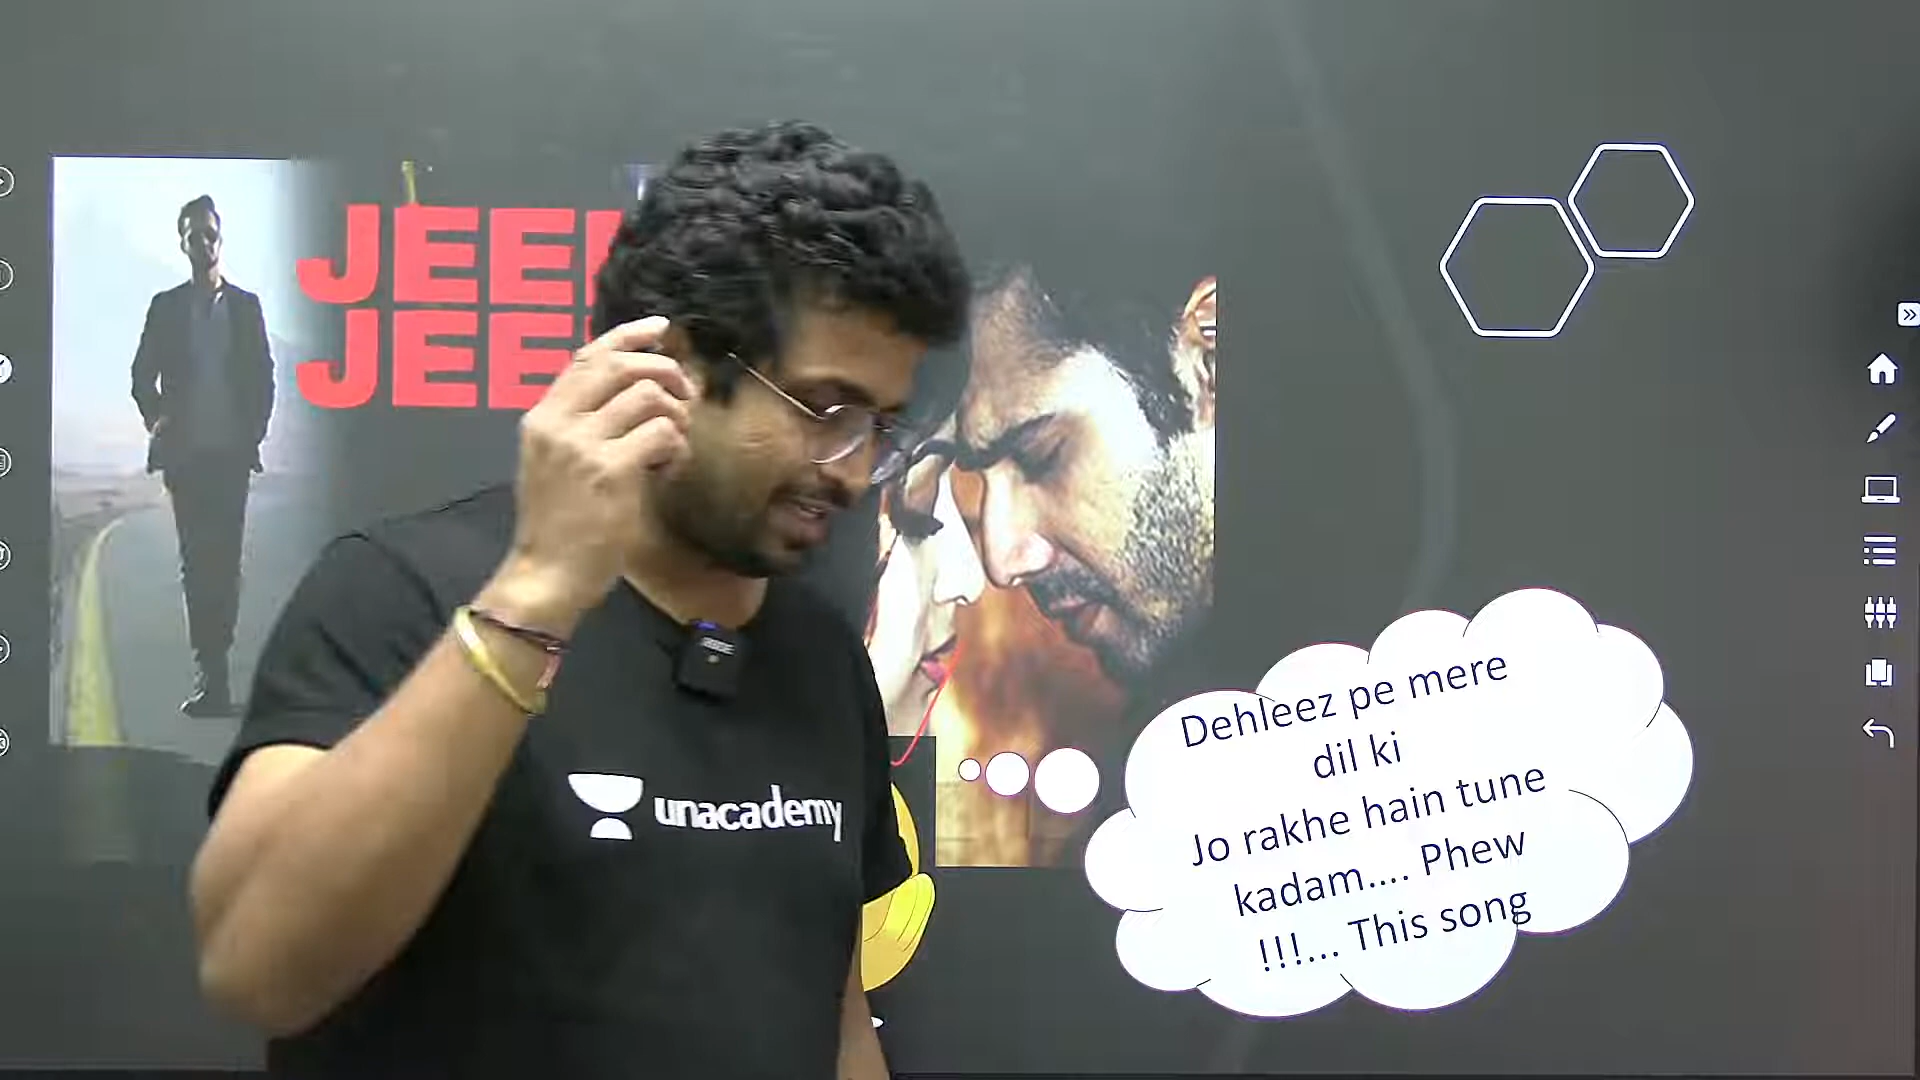 JEE
JEE
unacademy
Dehleez pe mere
dil ki
Jo rakhe hain tune
kadam.... Phew
!!!... This song